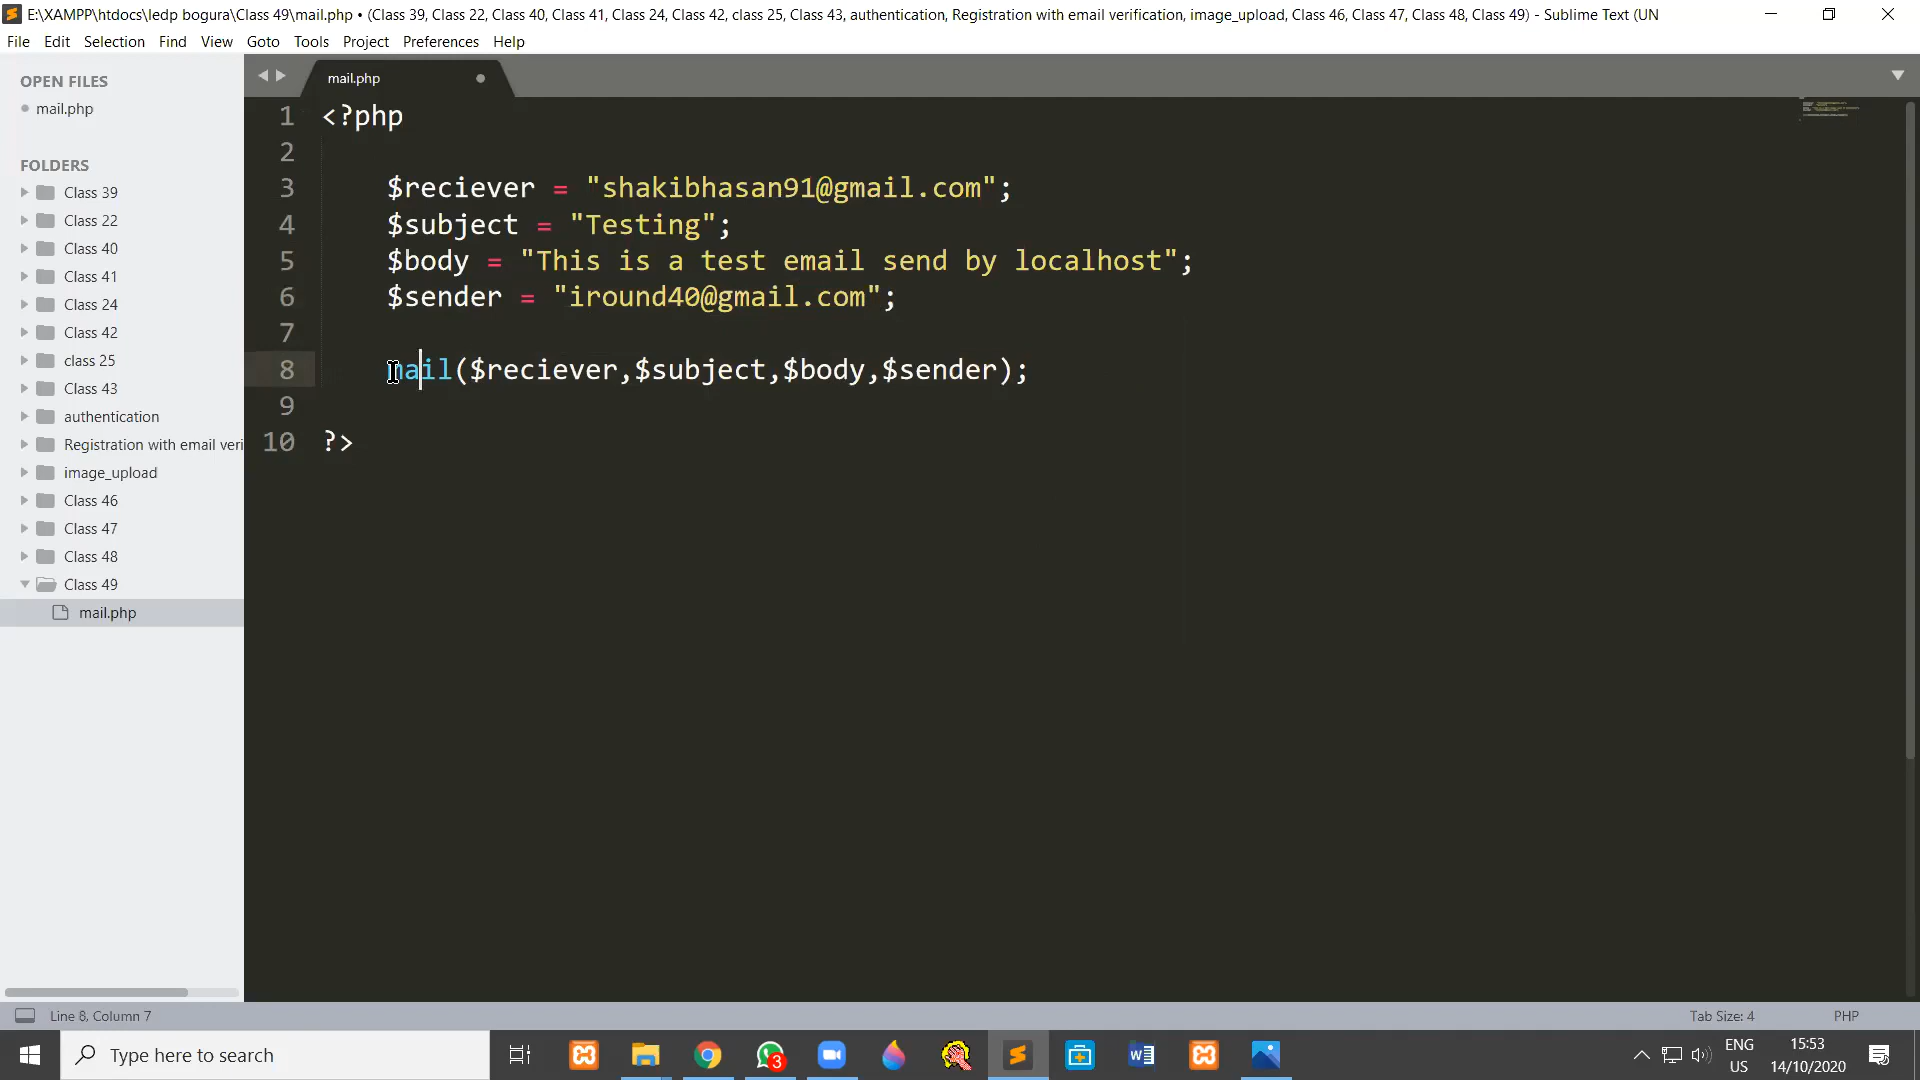 E:\XAMPP\htdocs\ledp bogura\Class 49\mail.php • (Class 39, Class 22, Class 40, Class 41, Class 24, Class 42, class 25, Class 43, authentication, Registration with email verification, image_upload, Class 46, Class 47, Class 48, Class 49) - Sublime Text (UN
File Edit Selection Find View Goto Tools Project Preferences Help
OPEN FILES
mail.php
FOLDERS
Class 39
Class 22
Class 40
Class 41
Class 24
Class 42
class 25
Class 43
authentication
Registration with email veri
image_upload
Class 46
Class 47
Class 48
Class 49
mail.php
mail.php
1 <?php
2
3 $reciever = "shakibhasan91@gmail.com";
4 $subject = "Testing";
5 $body = "This is a test email send by localhost";
6 $sender = "iround40@gmail.com";
7
8 mail($reciever,$subject,$body,$sender);
9
10 ?>
Line 8, Column 7
Tab Size: 4 PHP
Type here to search
3
ENG
US
15:53
14/10/2020